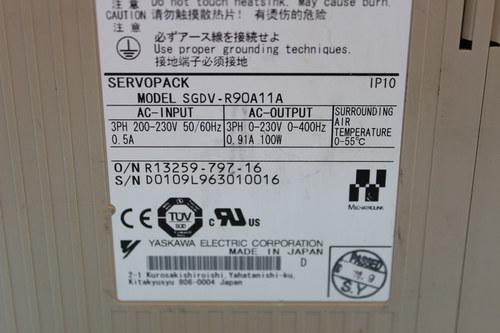 注意 Do not touch heatsink. May cause burn.
CAUTION 请勿触摸散热片! 有烫伤的危险
注意 必ずアース線を接続せよ
Use proper grounding techniques.
接地端子必须接地
SERVOPACK IP10
MODEL SGDV-R90A11A
AC-INPUT AC-OUTPUT SURROUNDING
AIR
TEMPERATURE
0-55℃
3PH 200-230V 50/60Hz 3PH 0-230V 0-400Hz
0.5A 0.91A 100W
O/N R13259-797-16
S/N D0109L963010016
MECHATROLINK
CE TÜV c RU US
YASKAWA ELECTRIC CORPORATION
MADE IN JAPAN
D
2-1 Kurosakishiroishi, Yahatanishi-ku,
Kitakyusyu 806-0004 Japan
PASSED
S.Y